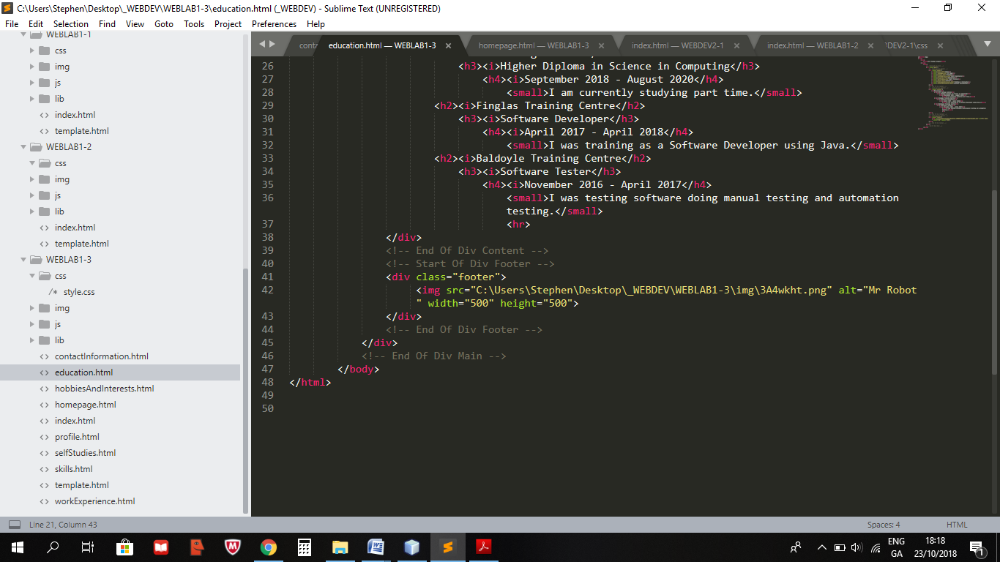 C:\Users\Stephen\Desktop\_WEBDEV\WEBLAB1-3\education.html (_WEBDEV) - Sublime Text (UNREGISTERED)
File Edit Selection Find View Goto Tools Project Preferences Help
WEBLAB1-1
css
img
js
lib
index.html
template.html
WEBLAB1-2
css
img
js
lib
index.html
template.html
WEBLAB1-3
css
style.css
img
js
lib
contactInformation.html
education.html
hobbiesAndInterests.html
homepage.html
index.html
profile.html
selfStudies.html
skills.html
template.html
workExperience.html
conta education.html — WEBLAB1-3 homepage.html — WEBLAB1-3 index.html — WEBDEV2-1 index.html — WEBLAB1-2 DEV2-1\css
26 <h3><i>Higher Diploma in Science in Computing</h3>
27 <h4><i>September 2018 - August 2020</h4>
28 <small>I am currently studying part time.</small>
29 <h2><i>Finglas Training Centre</h2>
30 <h3><i>Software Developer</h3>
31 <h4><i>April 2017 - April 2018</h4>
32 <small>I was training as a Software Developer using Java.</small>
33 <h2><i>Baldoyle Training Centre</h2>
34 <h3><i>Software Tester</h3>
35 <h4><i>November 2016 - April 2017</h4>
36 <small>I was testing software doing manual testing and automation
testing.</small>
37 <hr>
38 </div>
39 <!-- End Of Div Content -->
40 <!-- Start Of Div Footer -->
41 <div class="footer">
42 <img src="C:\Users\Stephen\Desktop\_WEBDEV\WEBLAB1-3\img\3A4wkht.png" alt="Mr Robot
" width="500" height="500">
43 </div>
44 <!-- End Of Div Footer -->
45 </div>
46 <!-- End Of Div Main -->
47 </body>
48 </html>
49
50
Line 21, Column 43 Spaces: 4 HTML
ENG
GA
18:18
23/10/2018
1